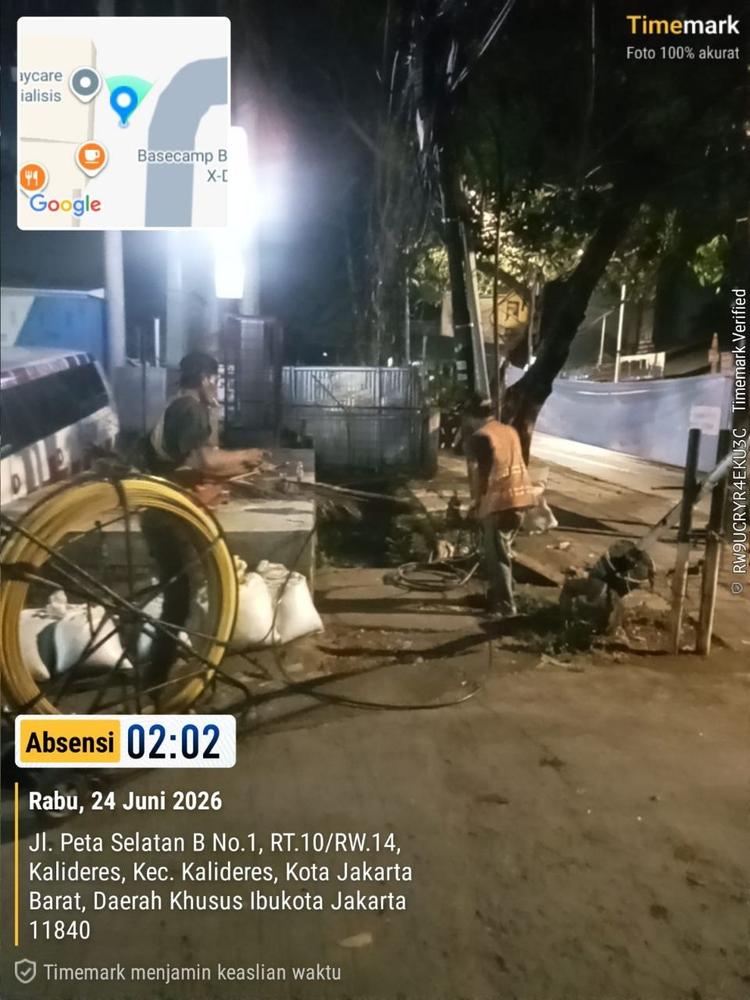 Timemark
Foto 100% akurat
aycare
ialisis
Basecamp B
X-D
Google
RW9UCRYR4EKU3C Timemark Verified
Absensi 02:02
Rabu, 24 Juni 2026
Jl. Peta Selatan B No.1, RT.10/RW.14,
Kalideres, Kec. Kalideres, Kota Jakarta
Barat, Daerah Khusus Ibukota Jakarta
11840
Timemark menjamin keaslian waktu